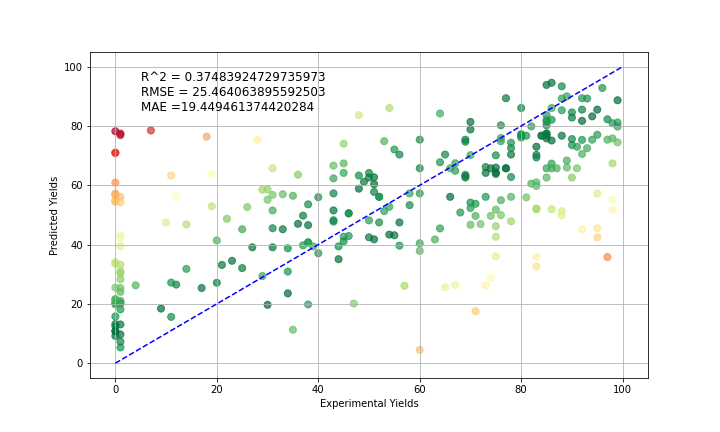 R^2 = 0.37483924729735973
RMSE = 25.464063895592503
MAE =19.449461374420284
Predicted Yields
100
80
60
40
20
0
0 20 40 60 80 100
Experimental Yields